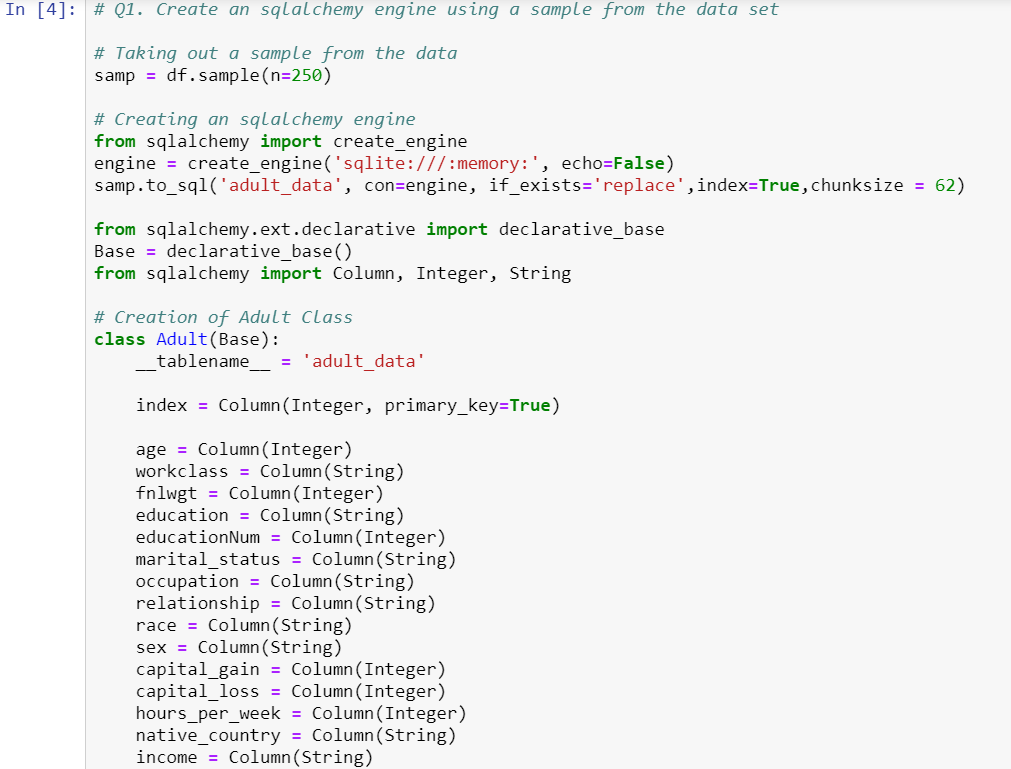 In [4]: # Q1. Create an sqlalchemy engine using a sample from the data set
# Taking out a sample from the data
samp = df.sample(n=250)
# Creating an sqlalchemy engine
from sqlalchemy import create_engine
engine = create_engine('sqlite:///:memory:', echo=False)
samp.to_sql('adult_data', con=engine, if_exists='replace',index=True,chunksize = 62)
from sqlalchemy.ext.declarative import declarative_base
Base = declarative_base()
from sqlalchemy import Column, Integer, String
# Creation of Adult Class
class Adult(Base):
    __tablename__ = 'adult_data'
    index = Column(Integer, primary_key=True)
    age = Column(Integer)
    workclass = Column(String)
    fnlwgt = Column(Integer)
    education = Column(String)
    educationNum = Column(Integer)
    marital_status = Column(String)
    occupation = Column(String)
    relationship = Column(String)
    race = Column(String)
    sex = Column(String)
    capital_gain = Column(Integer)
    capital_loss = Column(Integer)
    hours_per_week = Column(Integer)
    native_country = Column(String)
    income = Column(String)